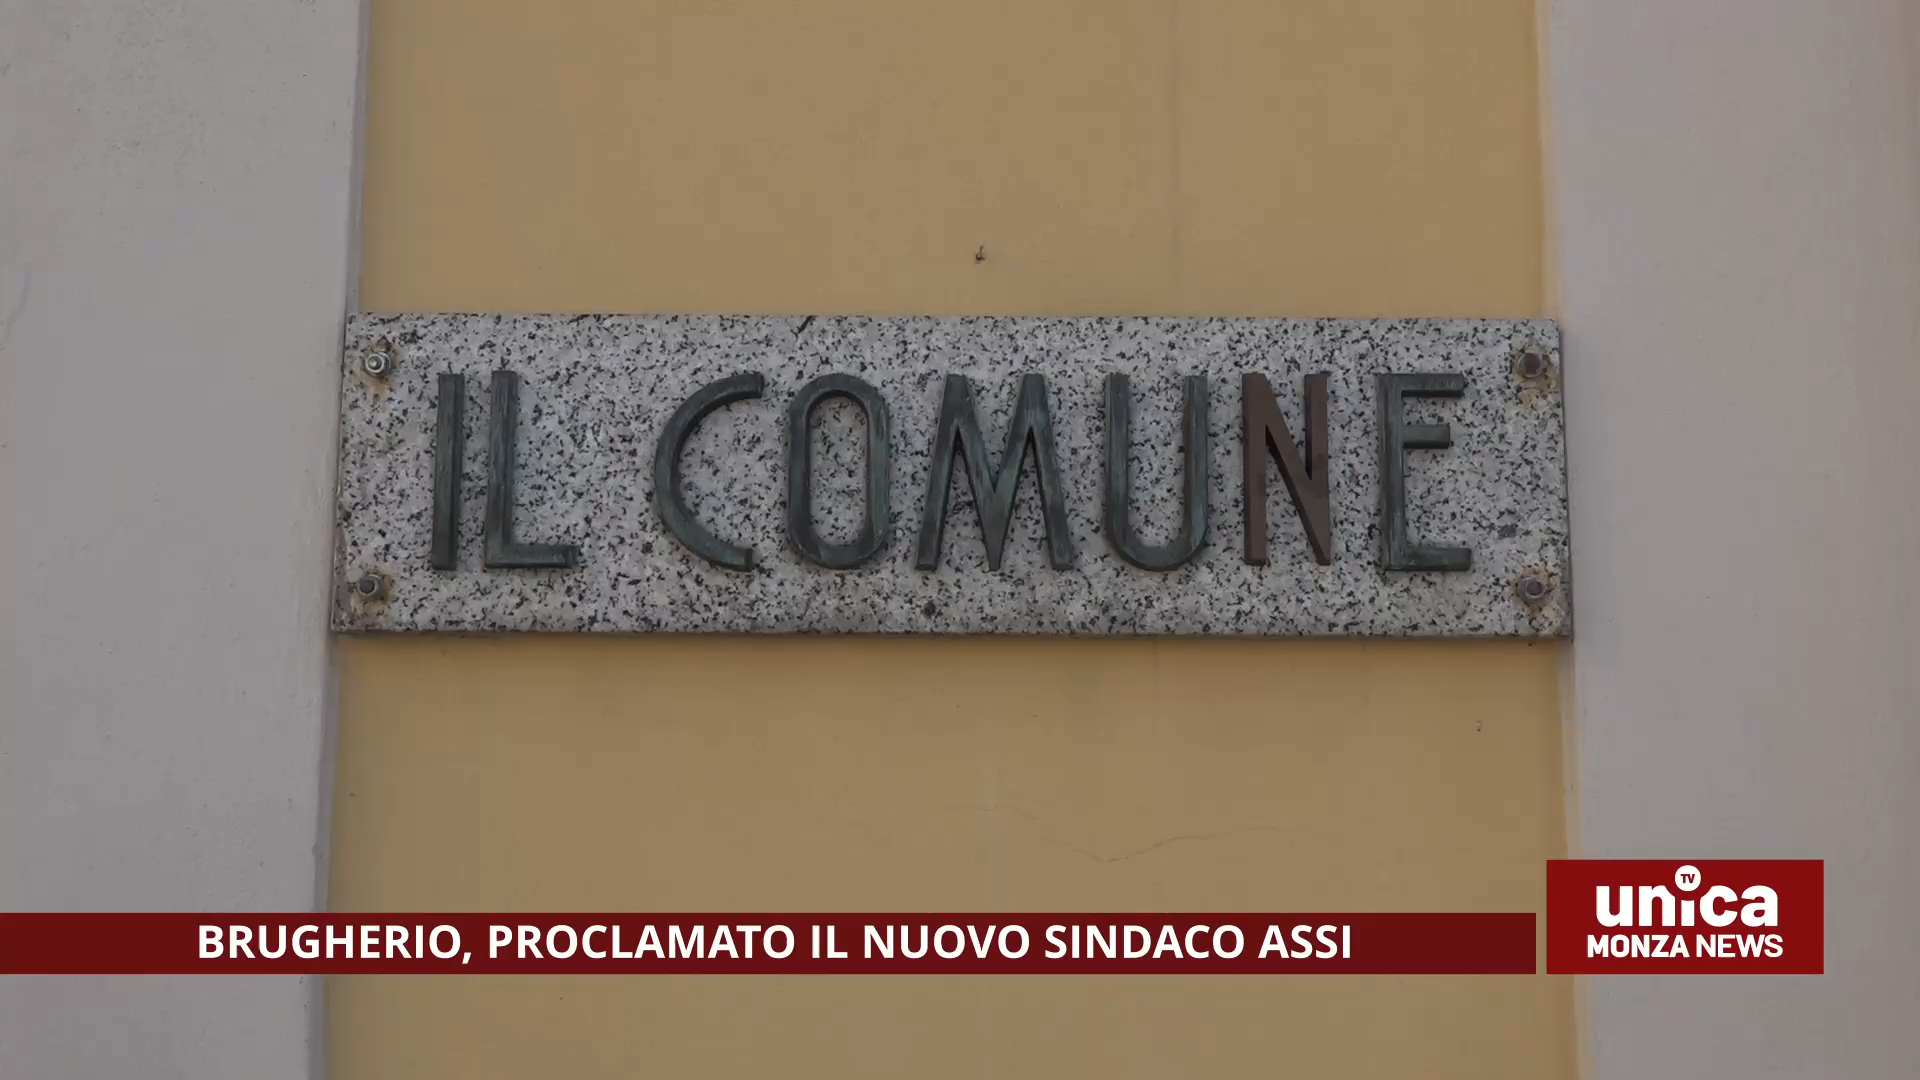 IL COMUNE
BRUGHERIO, PROCLAMATO IL NUOVO SINDACO ASSI
TV
unica
MONZA NEWS